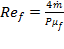 Re_f = 4ṁ / Pμ_f